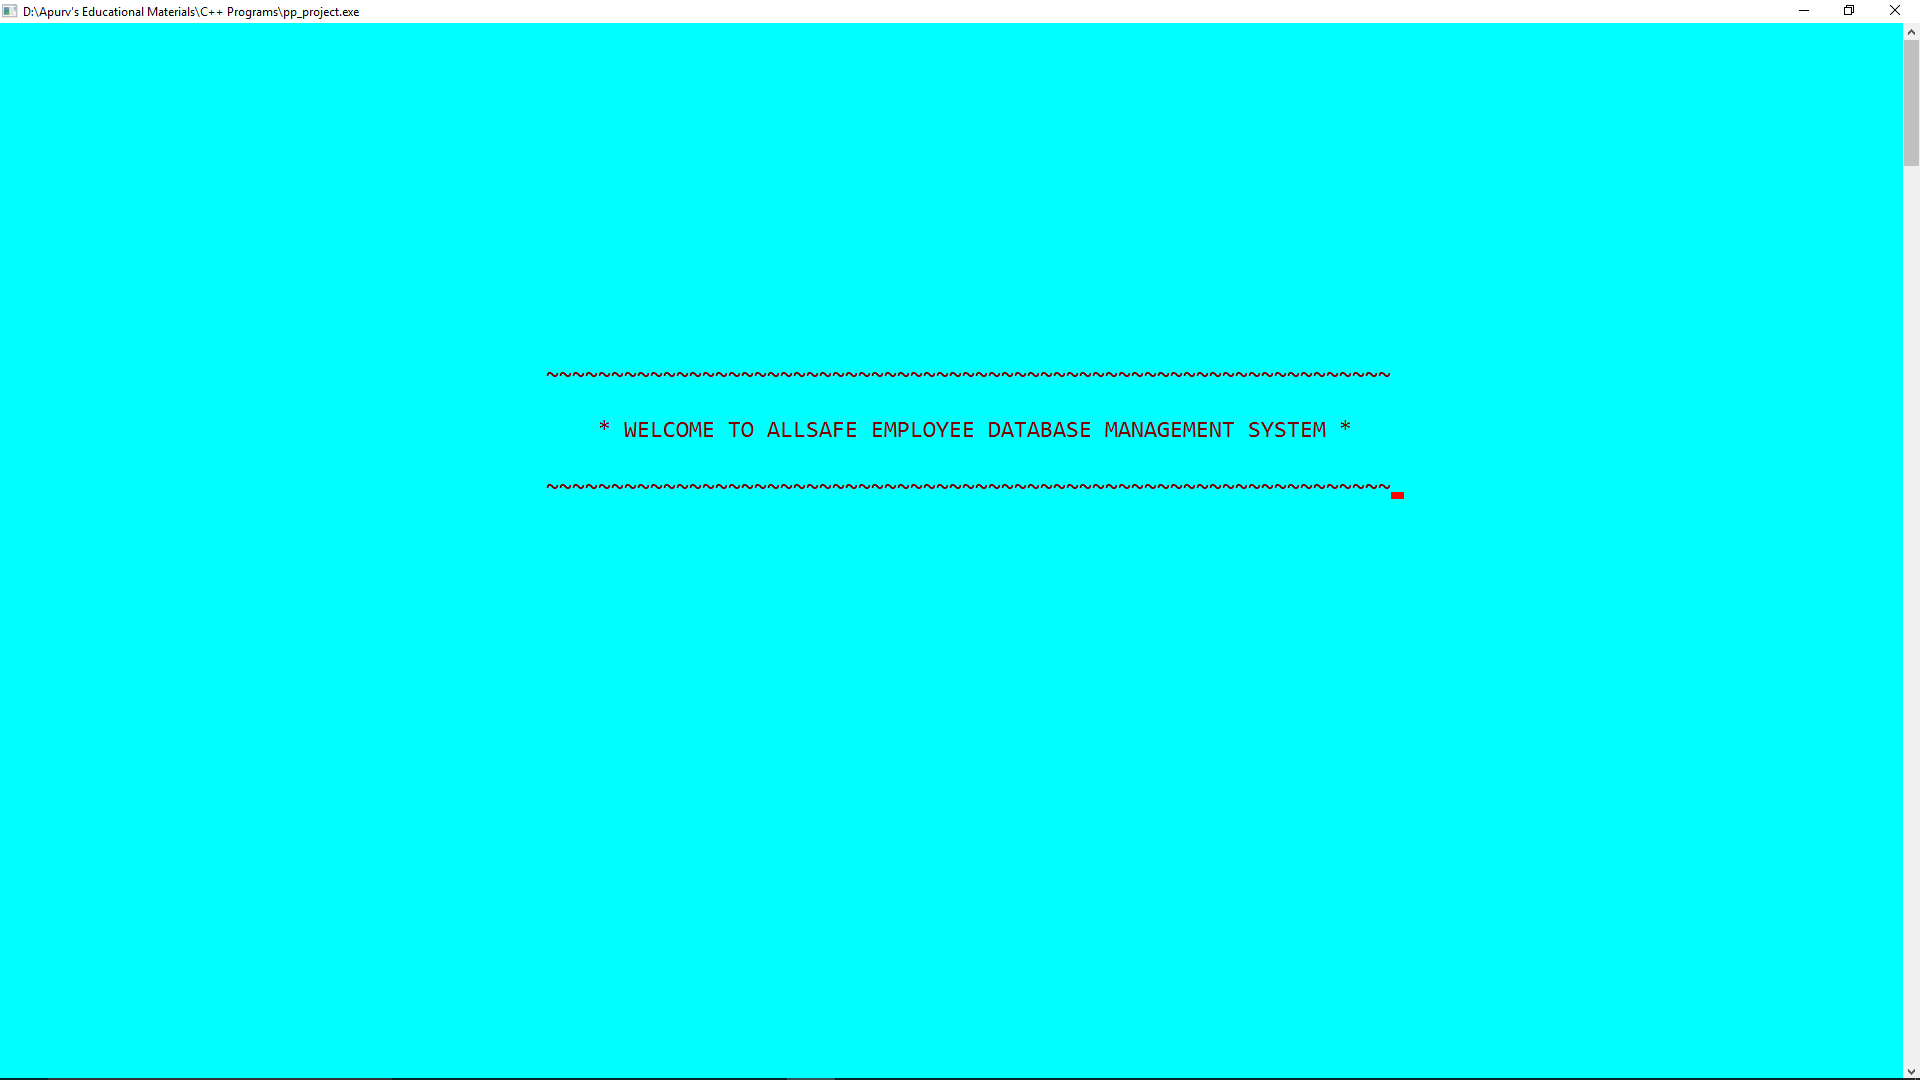 D:\Apurv's Educational Materials\C++ Programs\pp_project.exe
~~~~~~~~~~~~~~~~~~~~~~~~~~~~~~~~~~~~~~~~~~~~~~~~~~~~~~~~~~~~~~~~~
* WELCOME TO ALLSAFE EMPLOYEE DATABASE MANAGEMENT SYSTEM *
~~~~~~~~~~~~~~~~~~~~~~~~~~~~~~~~~~~~~~~~~~~~~~~~~~~~~~~~~~~~~~~~~